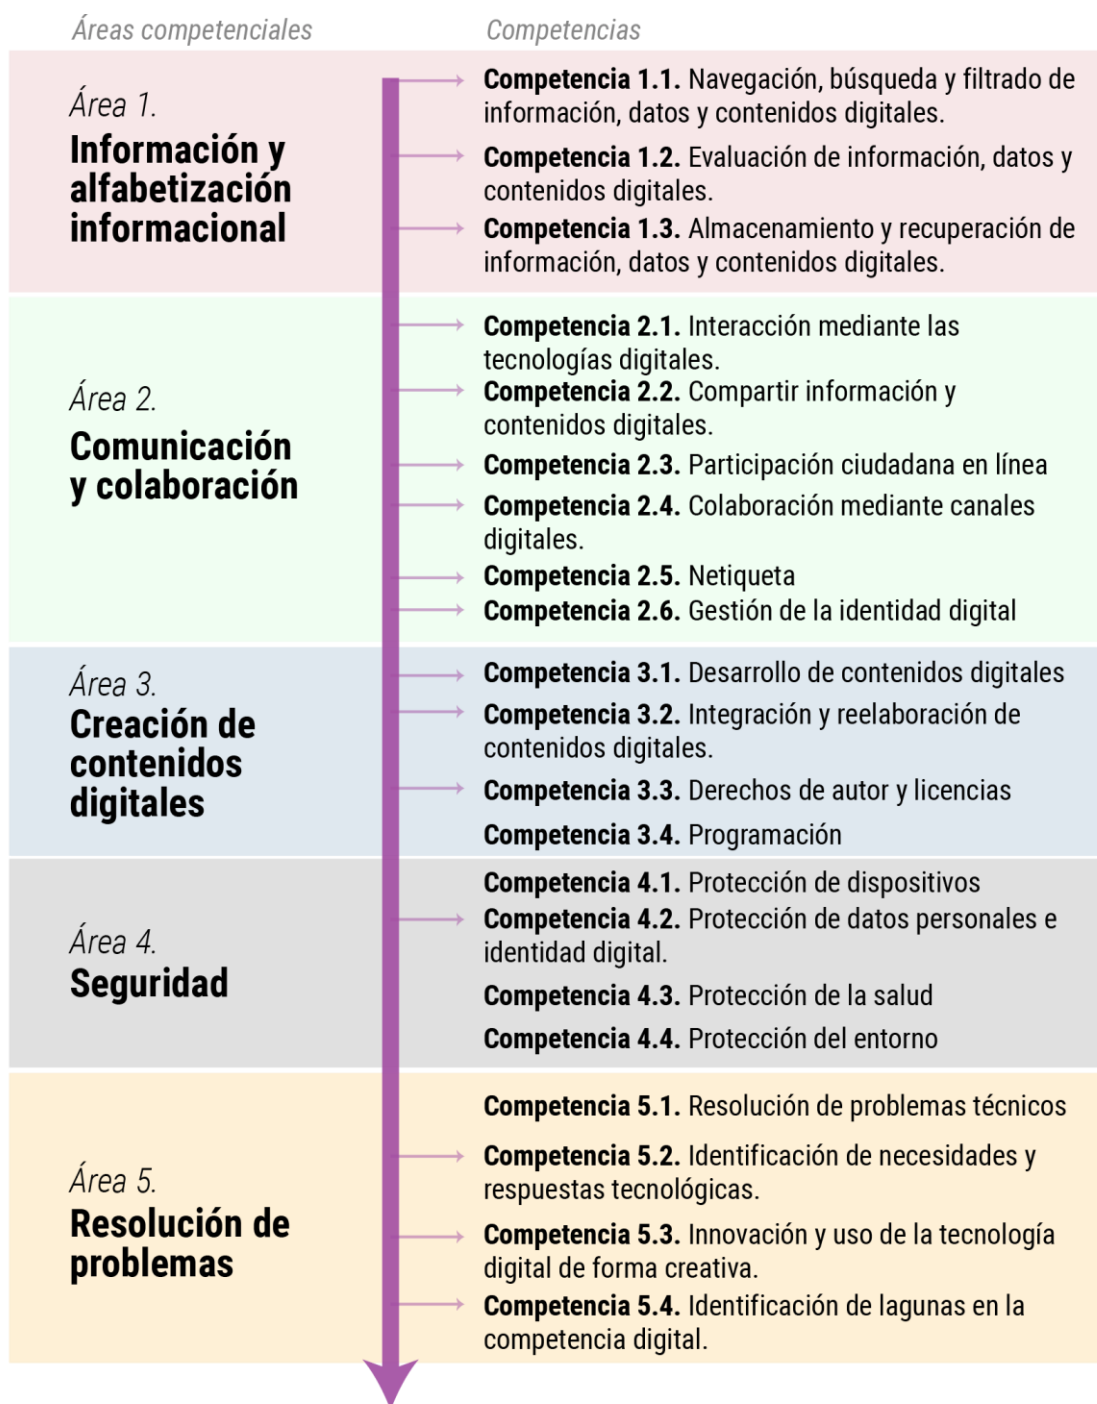 Áreas competenciales
Competencias
Área 1.
Información y
alfabetización
informacional
Competencia 1.1. Navegación, búsqueda y filtrado de
información, datos y contenidos digitales.
Competencia 1.2. Evaluación de información, datos y
contenidos digitales.
Competencia 1.3. Almacenamiento y recuperación de
información, datos y contenidos digitales.
Área 2.
Comunicación
y colaboración
Competencia 2.1. Interacción mediante las
tecnologías digitales.
Competencia 2.2. Compartir información y
contenidos digitales.
Competencia 2.3. Participación ciudadana en línea
Competencia 2.4. Colaboración mediante canales
digitales.
Competencia 2.5. Netiqueta
Competencia 2.6. Gestión de la identidad digital
Área 3.
Creación de
contenidos
digitales
Competencia 3.1. Desarrollo de contenidos digitales
Competencia 3.2. Integración y reelaboración de
contenidos digitales.
Competencia 3.3. Derechos de autor y licencias
Competencia 3.4. Programación
Área 4.
Seguridad
Competencia 4.1. Protección de dispositivos
Competencia 4.2. Protección de datos personales e
identidad digital.
Competencia 4.3. Protección de la salud
Competencia 4.4. Protección del entorno
Área 5.
Resolución de
problemas
Competencia 5.1. Resolución de problemas técnicos
Competencia 5.2. Identificación de necesidades y
respuestas tecnológicas.
Competencia 5.3. Innovación y uso de la tecnología
digital de forma creativa.
Competencia 5.4. Identificación de lagunas en la
competencia digital.